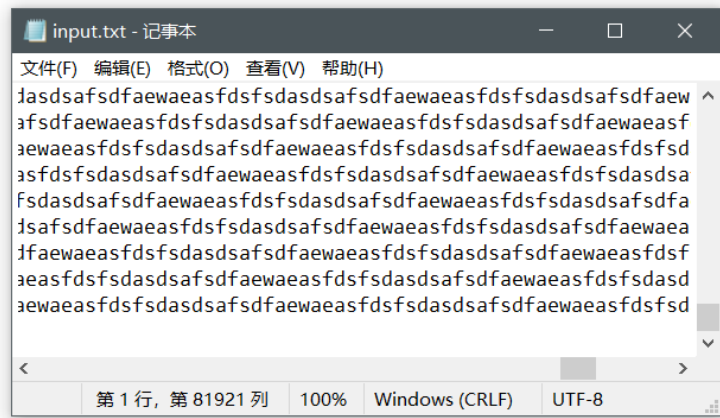 input.txt - 记事本
文件(F) 编辑(E) 格式(O) 查看(V) 帮助(H)
dasdsafsdfaewaeasfdsfsdasdsafsdfaewaeasfdsfsdasdsafsdfaew
afsdfaewaeasfdsfsdasdsafsdfaewaeasfdsfsdasdsafsdfaewaeasf
aewaeasfdsfsdasdsafsdfaewaeasfdsfsdasdsafsdfaewaeasfdsfsd
asfdsfsdasdsafsdfaewaeasfdsfsdasdsafsdfaewaeasfdsfsdasdsa
fsdasdsafsdfaewaeasfdsfsdasdsafsdfaewaeasfdsfsdasdsafsdfa
dsafsdfaewaeasfdsfsdasdsafsdfaewaeasfdsfsdasdsafsdfaewaea
dfaewaeasfdsfsdasdsafsdfaewaeasfdsfsdasdsafsdfaewaeasfdsf
aeasfdsfsdasdsafsdfaewaeasfdsfsdasdsafsdfaewaeasfdsfsdasd
aewaeasfdsfsdasdsafsdfaewaeasfdsfsdasdsafsdfaewaeasfdsfsd
第 1 行，第 81921 列 100% Windows (CRLF) UTF-8